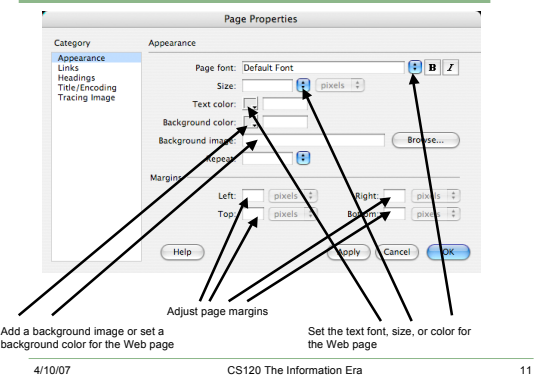 Page Properties
Category
Appearance
Appearance
Links
Headings
Title/Encoding
Tracing Image
Page font: Default Font B I
Size: pixels
Text color:
Background color:
Background image: Browse...
Repeat:
Margins
Left: pixels Right: pixels
Top: pixels Bottom: pixels
Help Apply Cancel OK
Adjust page margins
Add a background image or set a
background color for the Web page
Set the text font, size, or color for
the Web page
4/10/07 CS120 The Information Era 11